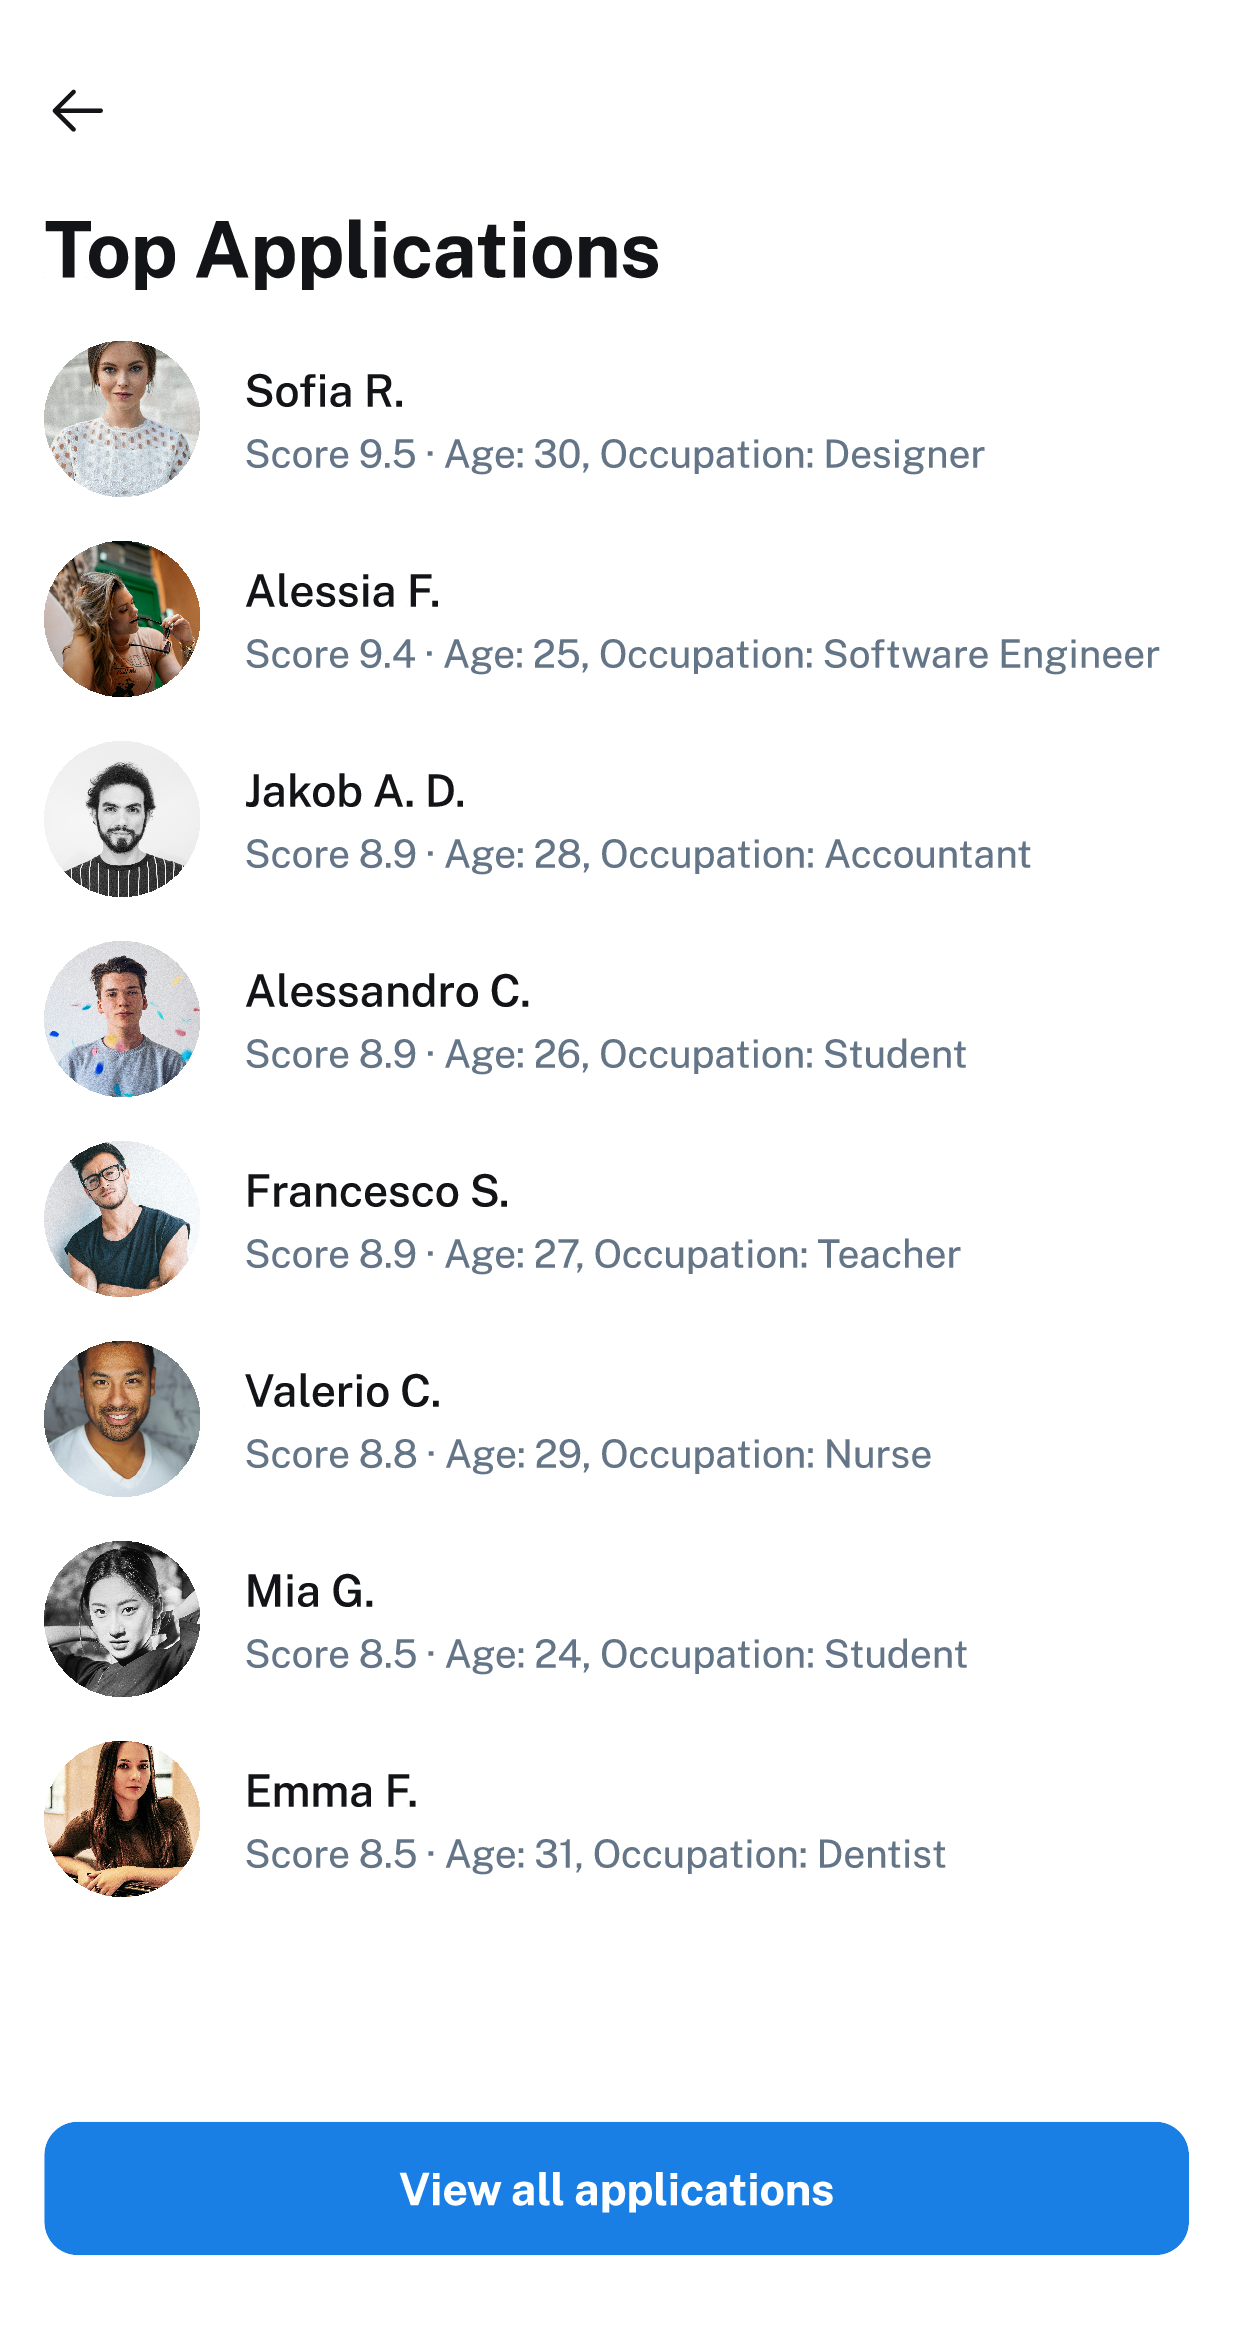 Top Applications
Sofia R.
Score 9.5 · Age: 30, Occupation: Designer
Alessia F.
Score 9.4 · Age: 25, Occupation: Software Engineer
Jakob A. D.
Score 8.9 · Age: 28, Occupation: Accountant
Alessandro C.
Score 8.9 · Age: 26, Occupation: Student
Francesco S.
Score 8.9 · Age: 27, Occupation: Teacher
Valerio C.
Score 8.8 · Age: 29, Occupation: Nurse
Mia G.
Score 8.5 · Age: 24, Occupation: Student
Emma F.
Score 8.5 · Age: 31, Occupation: Dentist
View all applications